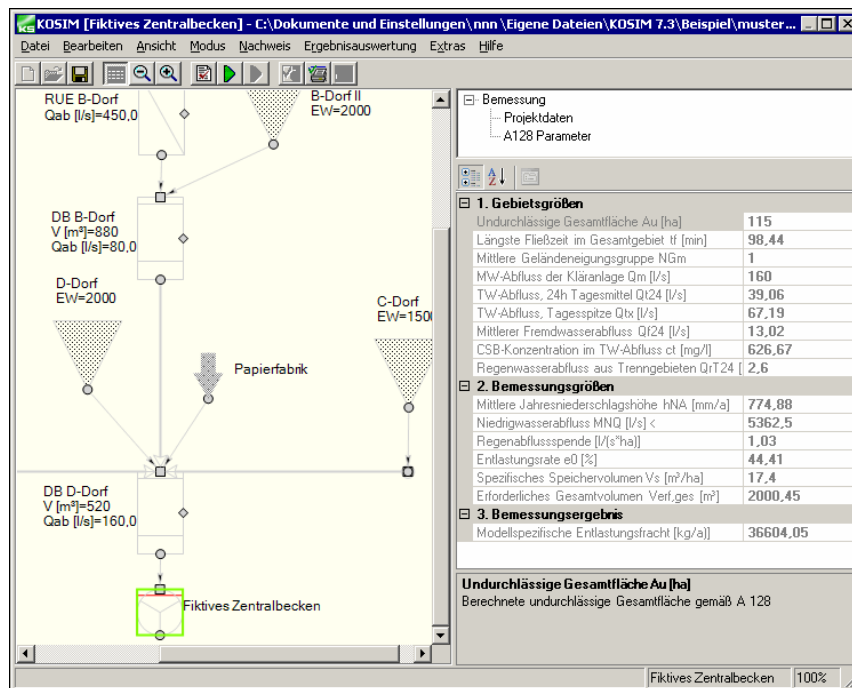 KOSIM [Fiktives Zentralbecken] - C:\Dokumente und Einstellungen\nnn \Eigene Dateien\KOSIM 7.3\Beispiel\muster...
Datei Bearbeiten Ansicht Modus Nachweis Ergebnisauswertung Extras Hilfe
RUE B-Dorf
Qab [l/s]=450,0
B-Dorf II
EW=2000
DB B-Dorf
V [m³]=880
Qab [l/s]=80,0
D-Dorf
EW=2000
C-Dorf
EW=1500
Papierfabrik
DB D-Dorf
V [m³]=520
Qab [l/s]=160,0
Fiktives Zentralbecken
Bemessung
Projektdaten
A128 Parameter
1. Gebietsgrößen
Undurchlässige Gesamtfläche Au [ha] 115
Längste Fließzeit im Gesamtgebiet tf [min] 98,44
Mittlere Geländeneigungsgruppe NGm 1
MW-Abfluss der Kläranlage Qm [l/s] 160
TW-Abfluss, 24h Tagesmittel Qt24 [l/s] 39,06
TW-Abfluss, Tagesspitze Qtx [l/s] 67,19
Mittlerer Fremdwasserabfluss Qf24 [l/s] 13,02
CSB-Konzentration im TW-Abfluss ct [mg/l] 626,67
Regenwasserabfluss aus Trenngebieten QrT24 [ 2,6
2. Bemessungsgrößen
Mittlere Jahresniederschlagshöhe hNA [mm/a] 774,88
Niedrigwasserabfluss MNQ [l/s] < 5362,5
Regenabflussspende [l/(s*ha)] 1,03
Entlastungsrate e0 [%] 44,41
Spezifisches Speichervolumen Vs [m³/ha] 17,4
Erforderliches Gesamtvolumen Verf,ges [m³] 2000,45
3. Bemessungsergebnis
Modellspezifische Entlastungsfracht [kg/a)] 36604,05
Undurchlässige Gesamtfläche Au [ha]
Berechnete undurchlässige Gesamtfläche gemäß A 128
Fiktives Zentralbecken 100%